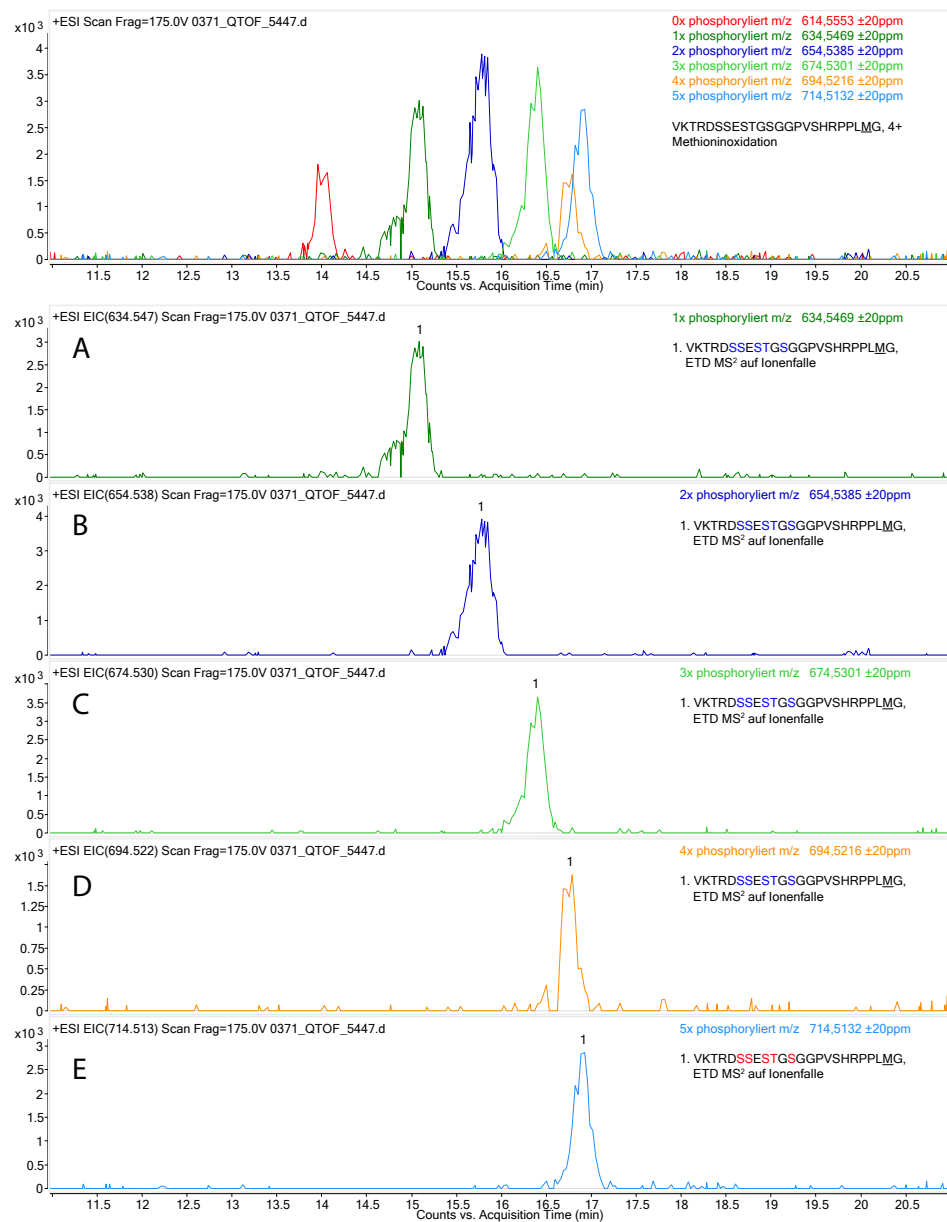 +ESI Scan Frag=175.0V 0371_QTOF_5447.d
x10³
4
3.5
3
2.5
2
1.5
1
0.5
0
0x phosphoryliert m/z 614,5553 ±20ppm
1x phosphoryliert m/z 634,5469 ±20ppm
2x phosphoryliert m/z 654,5385 ±20ppm
3x phosphoryliert m/z 674,5301 ±20ppm
4x phosphoryliert m/z 694,5216 ±20ppm
5x phosphoryliert m/z 714,5132 ±20ppm
VKTRDSSESTGSGGPVSHRPPLMG, 4+
Methioninoxidation
11.5 12 12.5 13 13.5 14 14.5 15 15.5 16 16.5 17 17.5 18 18.5 19 19.5 20 20.5
Counts vs. Acquisition Time (min)
+ESI EIC(634.547) Scan Frag=175.0V 0371_QTOF_5447.d
x10³
3
2.5
2
1.5
1
0.5
0
A
1
1x phosphoryliert m/z 634,5469 ±20ppm
1. VKTRDSSESTGSGGPVSHRPPLMG,
ETD MS² auf Ionenfalle
+ESI EIC(654.538) Scan Frag=175.0V 0371_QTOF_5447.d
x10³
4
3
2
1
0
B
1
2x phosphoryliert m/z 654,5385 ±20ppm
1. VKTRDSSESTGSGGPVSHRPPLMG,
ETD MS² auf Ionenfalle
+ESI EIC(674.530) Scan Frag=175.0V 0371_QTOF_5447.d
x10³
3.5
3
2.5
2
1.5
1
0.5
0
C
1
3x phosphoryliert m/z 674,5301 ±20ppm
1. VKTRDSSESTGSGGPVSHRPPLMG,
ETD MS² auf Ionenfalle
+ESI EIC(694.522) Scan Frag=175.0V 0371_QTOF_5447.d
x10³
1.5
1.25
1
0.75
0.5
0.25
0
D
1
4x phosphoryliert m/z 694,5216 ±20ppm
1. VKTRDSSESTGSGGPVSHRPPLMG,
ETD MS² auf Ionenfalle
+ESI EIC(714.513) Scan Frag=175.0V 0371_QTOF_5447.d
x10³
3
2.5
2
1.5
1
0.5
0
E
1
5x phosphoryliert m/z 714,5132 ±20ppm
1. VKTRDSSESTGSGGPVSHRPPLMG,
ETD MS² auf Ionenfalle
11.5 12 12.5 13 13.5 14 14.5 15 15.5 16 16.5 17 17.5 18 18.5 19 19.5 20 20.5
Counts vs. Acquisition Time (min)